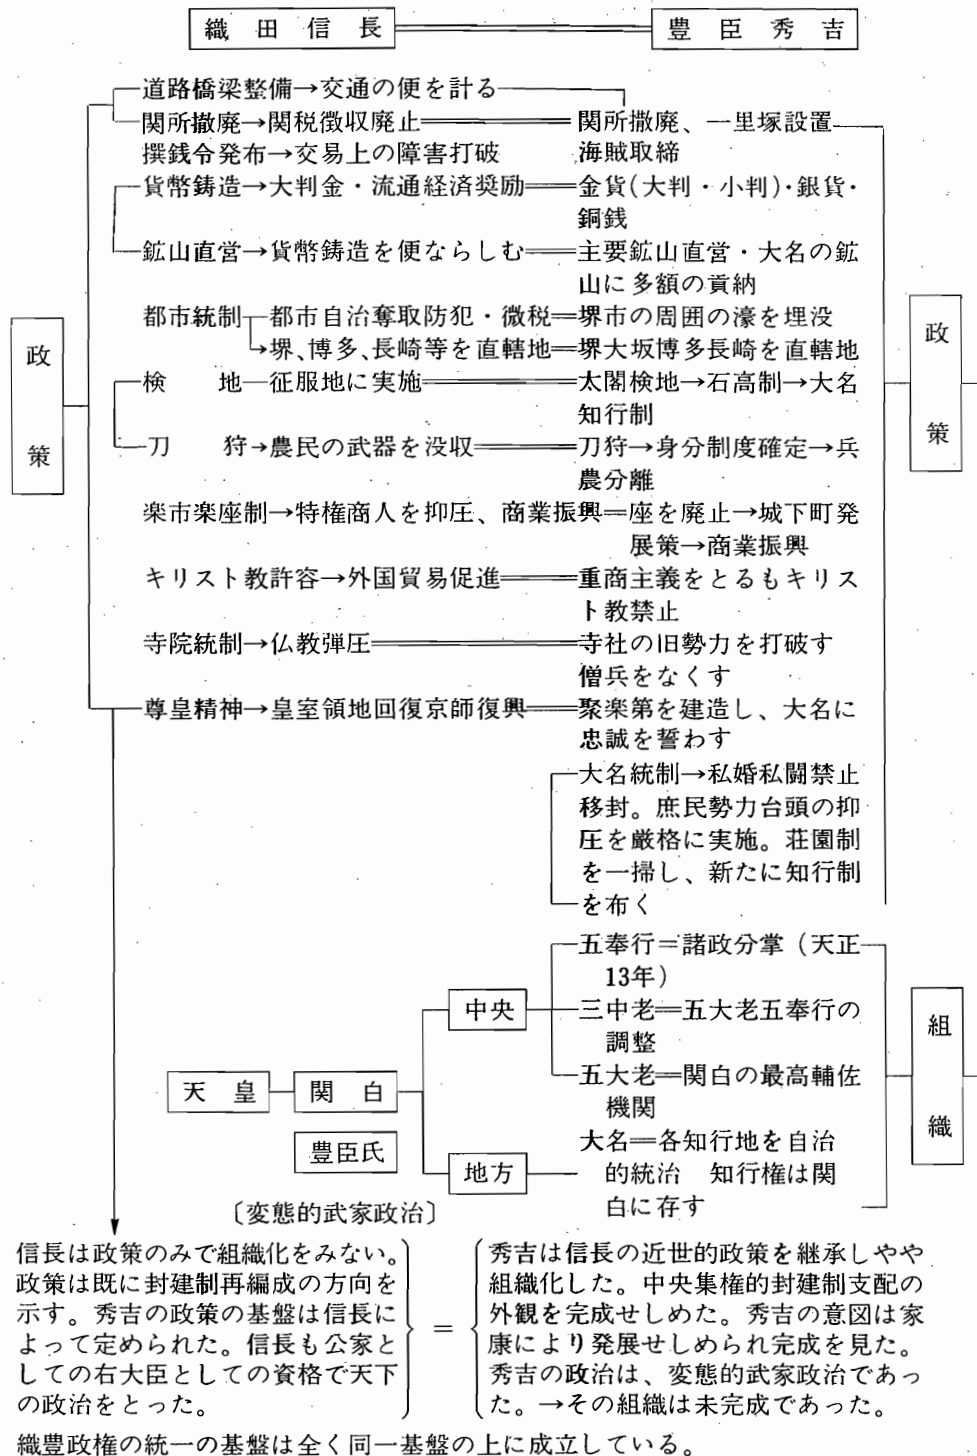 織田信長 豊臣秀吉
道路橋梁整備→交通の便を計る
関所撤廃→関税徴収廃止 関所撤廃、一里塚設置
撰銭令発布→交易上の障害打破 海賊取締
貨幣鋳造→大判金・流通経済奨励 金貨(大判・小判)・銀貨・
銅銭
鉱山直営→貨幣鋳造を便ならしむ 主要鉱山直営・大名の鉱
山に多額の貢納
都市統制 都市自治奪取防犯・微税 堺市の周囲の濠を埋没
→堺、博多、長崎等を直轄地 堺大坂博多長崎を直轄地
検地―征服地に実施 太閤検地→石高制→大名
知行制
刀狩→農民の武器を没収 刀狩→身分制度確定→兵
農分離
楽市楽座制→特権商人を抑圧、商業振興 座を廃止→城下町発
展策→商業振興
キリスト教許容→外国貿易促進 重商主義をとるもキリス
ト教禁止
寺院統制→仏教弾圧 寺社の旧勢力を打破す
僧兵をなくす
尊皇精神→皇室領地回復京師復興 聚楽第を建造し、大名に
忠誠を誓わす
政策
政策
大名統制→私婚私闘禁止
移封。庶民勢力台頭の抑
圧を厳格に実施。荘園制
を一掃し、新たに知行制
を布く
五奉行＝諸政分掌（天正
13年）
中央 三中老＝五大老五奉行の
調整
天皇 関白 五大老＝関白の最高輔佐
機関
豊臣氏 大名＝各知行地を自治
地方 的統治　知行権は関
白に存す
組織
〔変態的武家政治〕
信長は政策のみで組織化をみない。
政策は既に封建制再編成の方向を
示す。秀吉の政策の基盤は信長に
よって定められた。信長も公家と
しての右大臣としての資格で天下
の政治をとった。
＝
秀吉は信長の近世的政策を継承しやや
組織化した。中央集権的封建制支配の
外観を完成せしめた。秀吉の意図は家
康により発展せしめられ完成を見た。
秀吉の政治は、変態的武家政治であっ
た。→その組織は未完成であった。
織豊政権の統一の基盤は全く同一基盤の上に成立している。